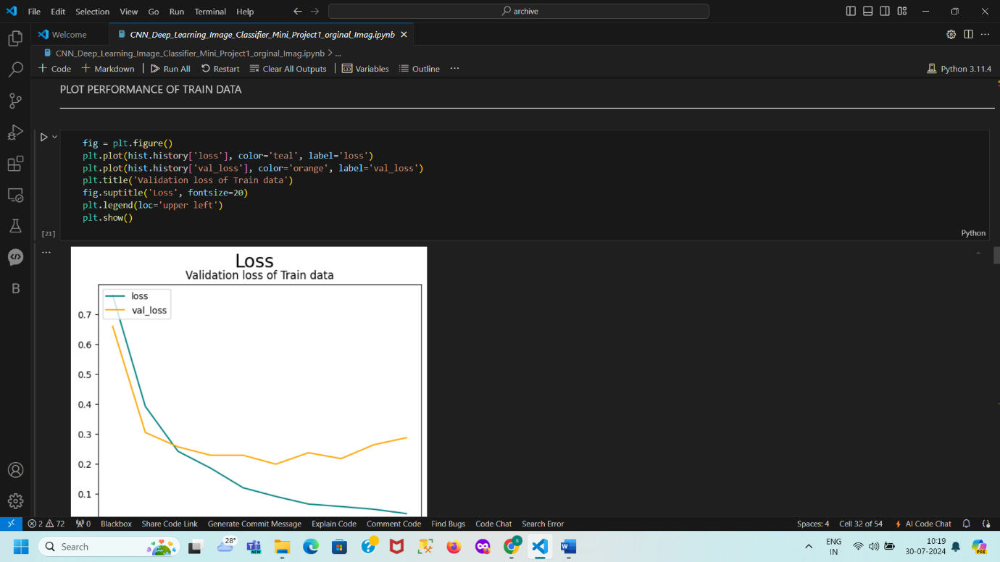 File Edit Selection View Go Run Terminal Help
archive
Welcome
CNN_Deep_Learning_Image_Classifier_Mini_Project1_orginal_Imag.ipynb
CNN_Deep_Learning_Image_Classifier_Mini_Project1_orginal_Imag.ipynb > ...
+ Code + Markdown Run All Restart Clear All Outputs Variables Outline ...
Python 3.11.4
PLOT PERFORMANCE OF TRAIN DATA
fig = plt.figure()
plt.plot(hist.history['loss'], color='teal', label='loss')
plt.plot(hist.history['val_loss'], color='orange', label='val_loss')
plt.title('Validation loss of Train data')
fig.suptitle('Loss', fontsize=20)
plt.legend(loc='upper left')
plt.show()
[21]
Python
...
Loss
Validation loss of Train data
loss
val_loss
0.7
0.6
0.5
0.4
0.3
0.2
0.1
B
2 72 0 Blackbox Share Code Link Generate Commit Message Explain Code Comment Code Find Bugs Code Chat Search Error
Spaces: 4 Cell 32 of 54 AI Code Chat
Search
28°
NEW
S
W
ENG
IN
10:19
30-07-2024
PRE